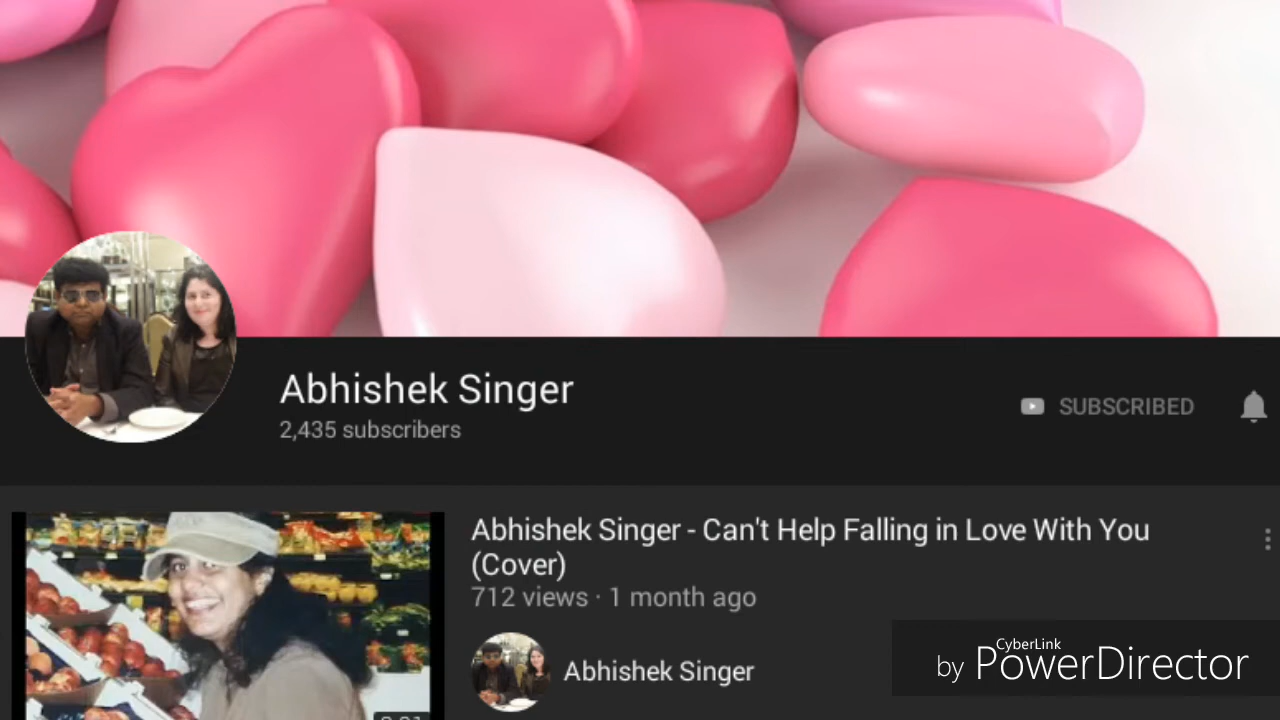 Abhishek Singer
2,435 subscribers
SUBSCRIBED
Abhishek Singer - Can't Help Falling in Love With You
(Cover)
712 views · 1 month ago
Abhishek Singer
CyberLink
by PowerDirector